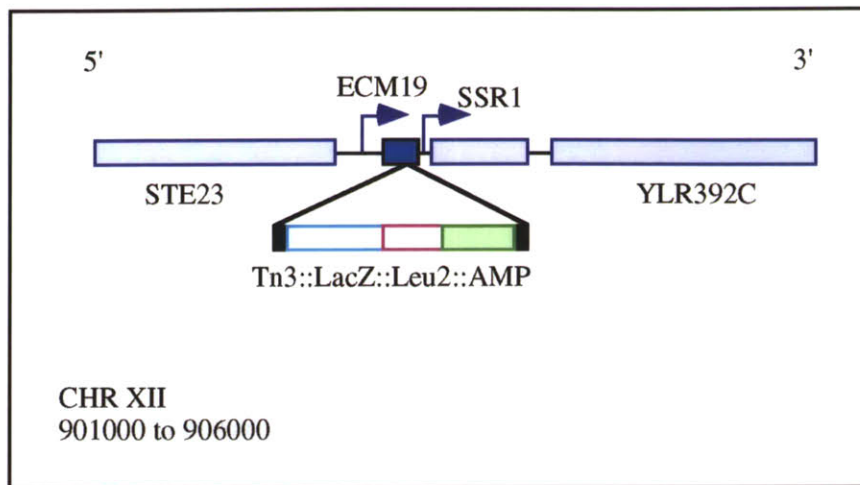 5' 3'
ECM19
SSR1
STE23 YLR392C
Tn3::LacZ::Leu2::AMP
CHR XII
901000 to 906000